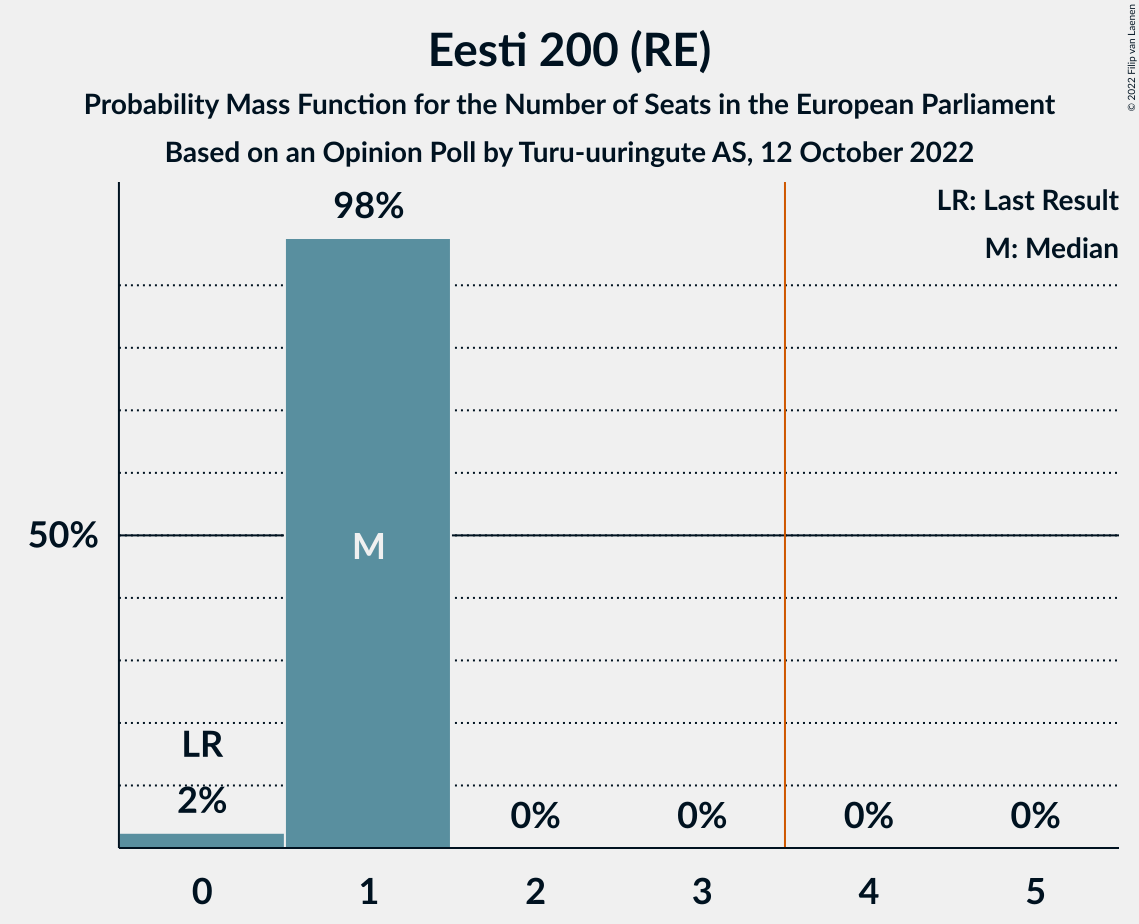 Eesti 200 (RE)
Probability Mass Function for the Number of Seats in the European Parliament
Based on an Opinion Poll by Turu-uuringute AS, 12 October 2022
© 2022 Filip van Laenen
LR: Last Result
M: Median
98%
50%
M
LR
2%
0%
0%
0%
0%
0
1
2
3
4
5